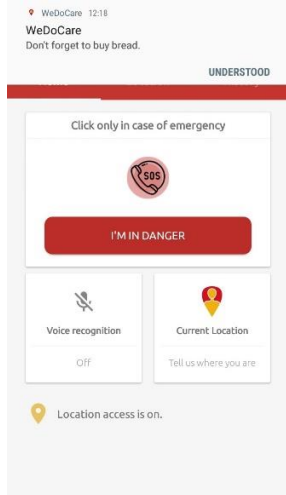 WeDoCare 12:18
WeDoCare
Don't forget to buy bread.
UNDERSTOOD
Click only in case of emergency
SOS
I'M IN DANGER
Voice recognition
Current Location
Off
Tell us where you are
Location access is on.